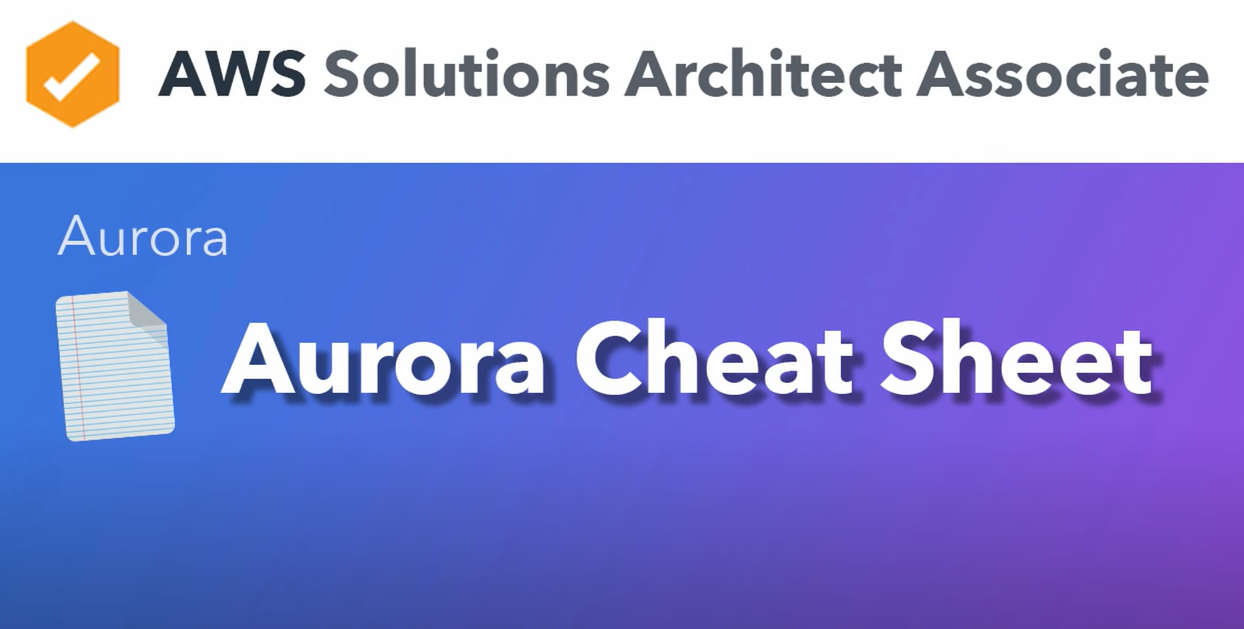 AWS Solutions Architect Associate
Aurora
Aurora Cheat Sheet